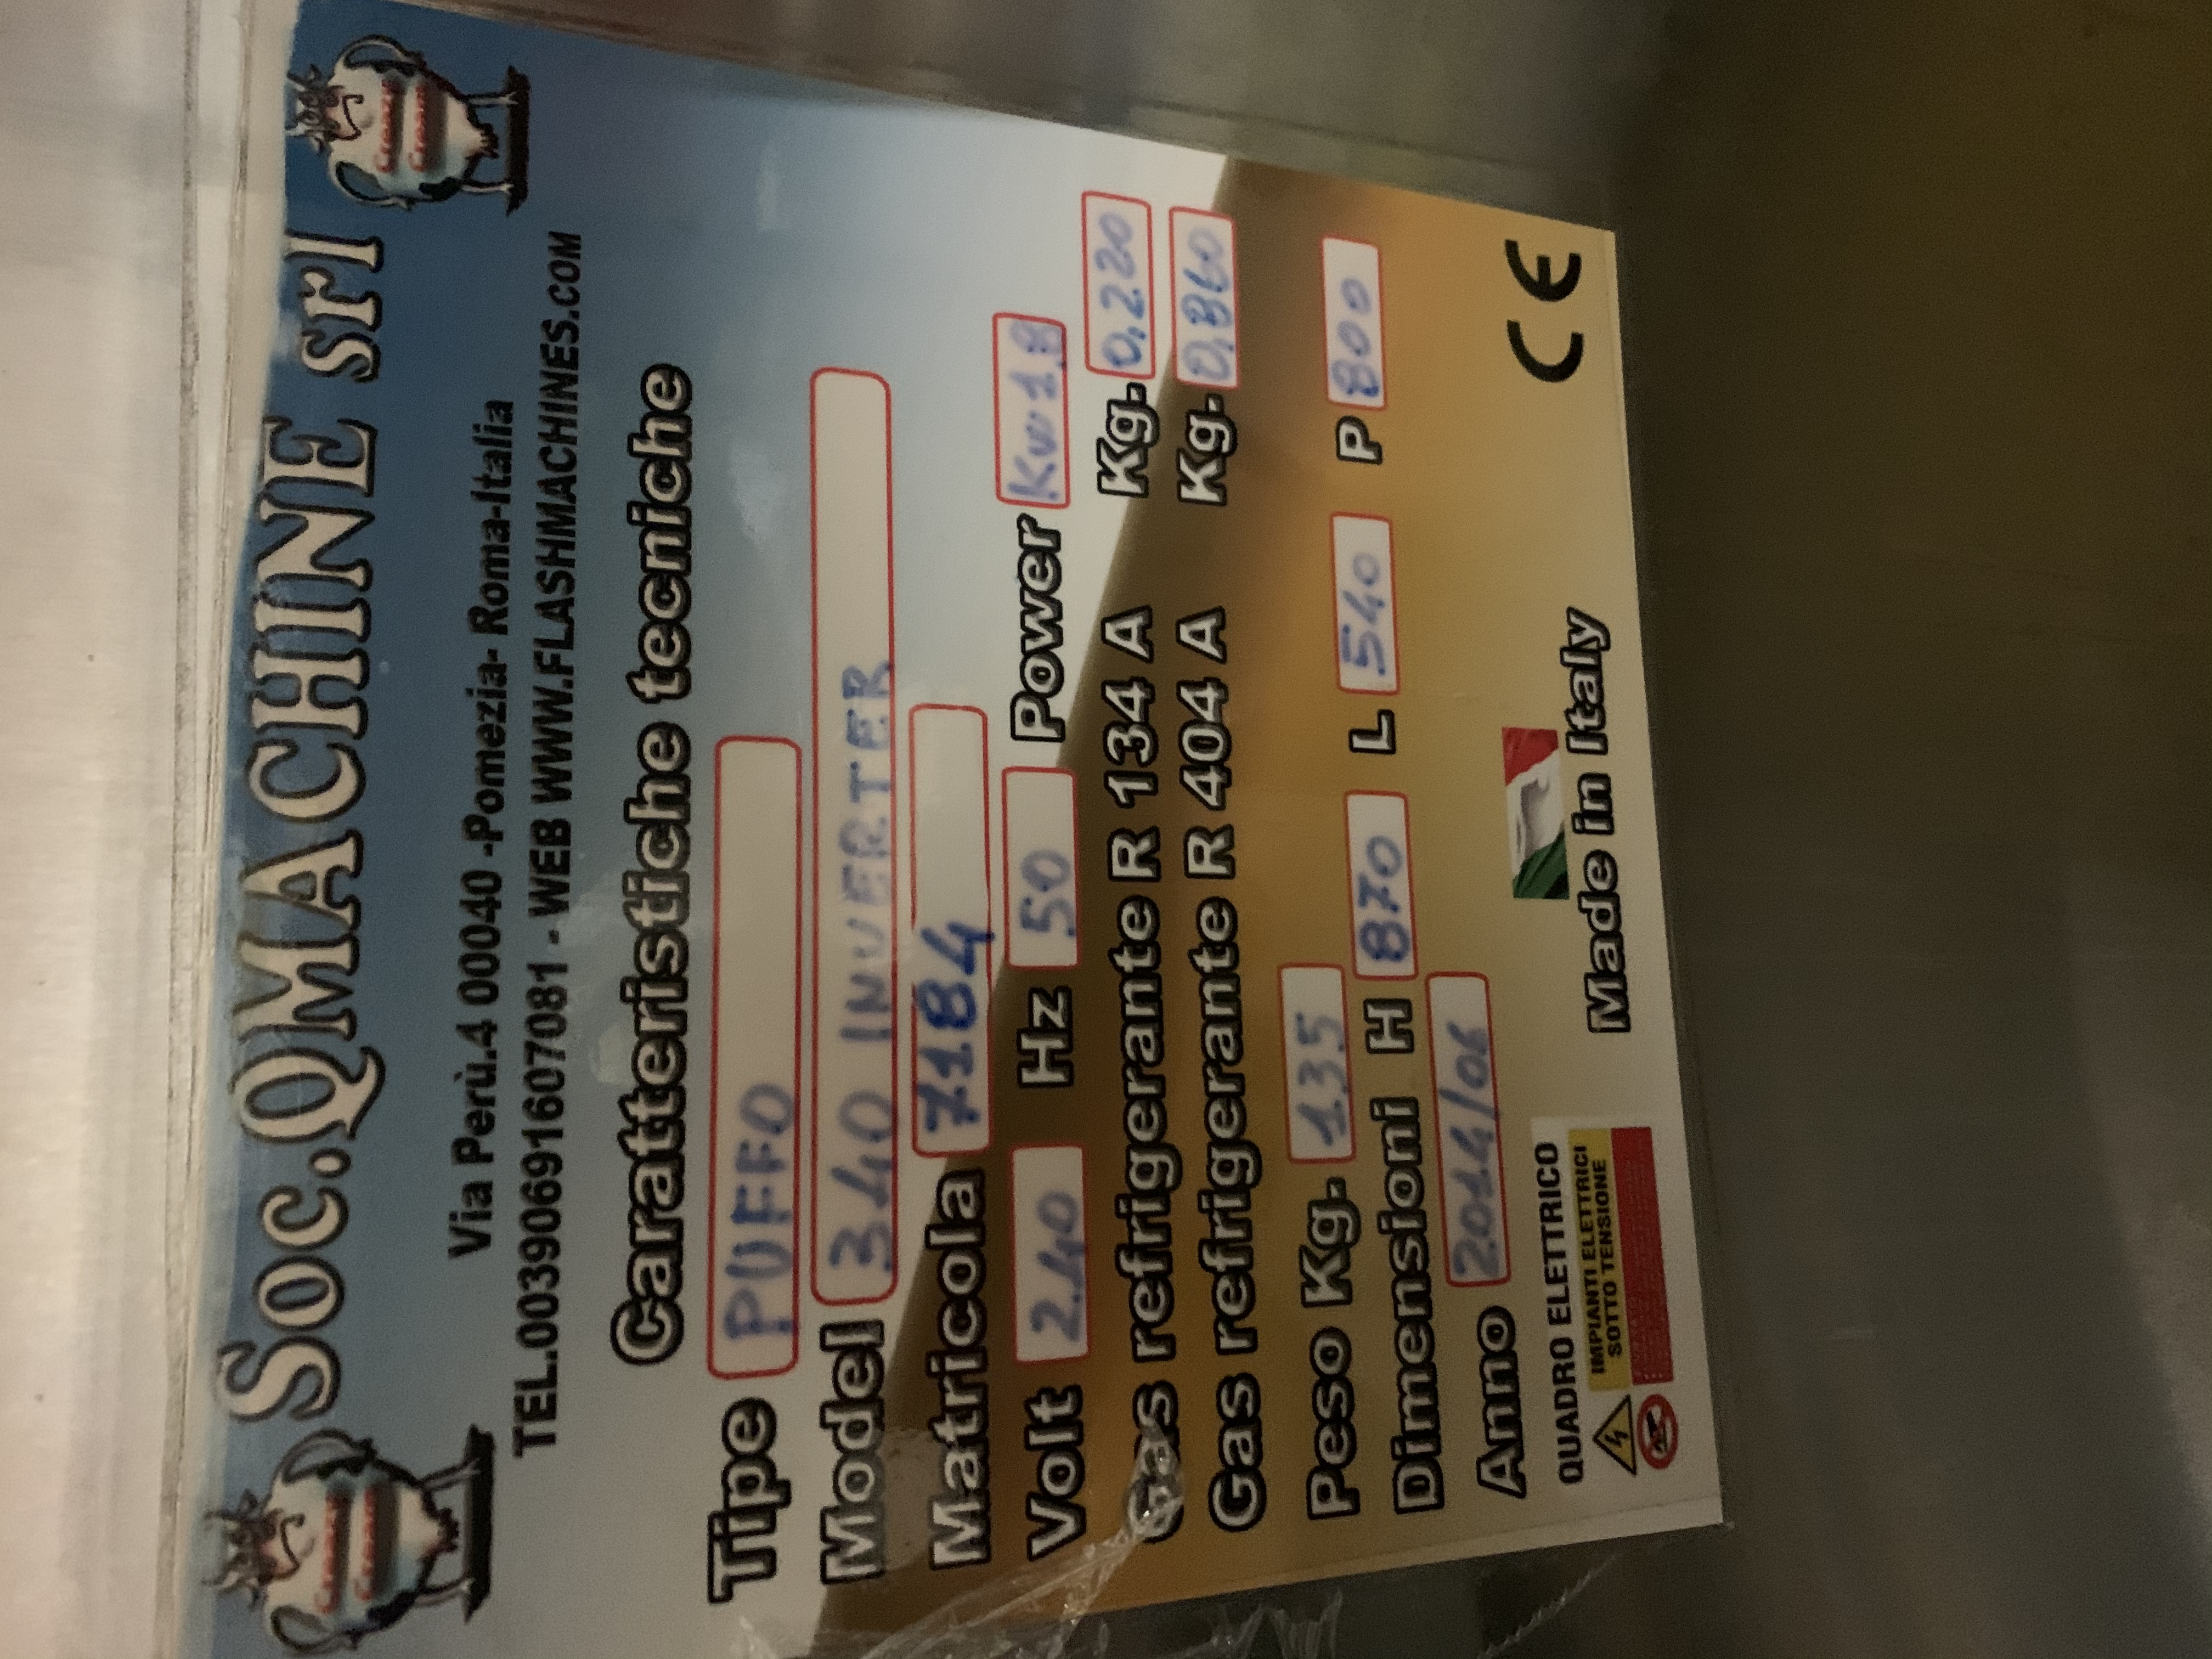 Soc.QMACHINE srl
Via Perù.4 00040 -Pomezia- Roma-Italia
TEL.00390691607081 - WEB WWW.FLASHMACHINES.COM
Caratteristiche tecniche
Tipe PUFFO
Model 340 INVERTER
Matricola 7184
Volt 240 Hz 50 Power Kw 1,8
Gas refrigerante R 134 A Kg. 0,220
Gas refrigerante R 404 A Kg. 0,860
Peso Kg. 135
Dimensioni H 870 L 540 P 800
Anno 2014/06
QUADRO ELETTRICO
IMPIANTI ELETTRICI
SOTTO TENSIONE
Made in Italy
CE